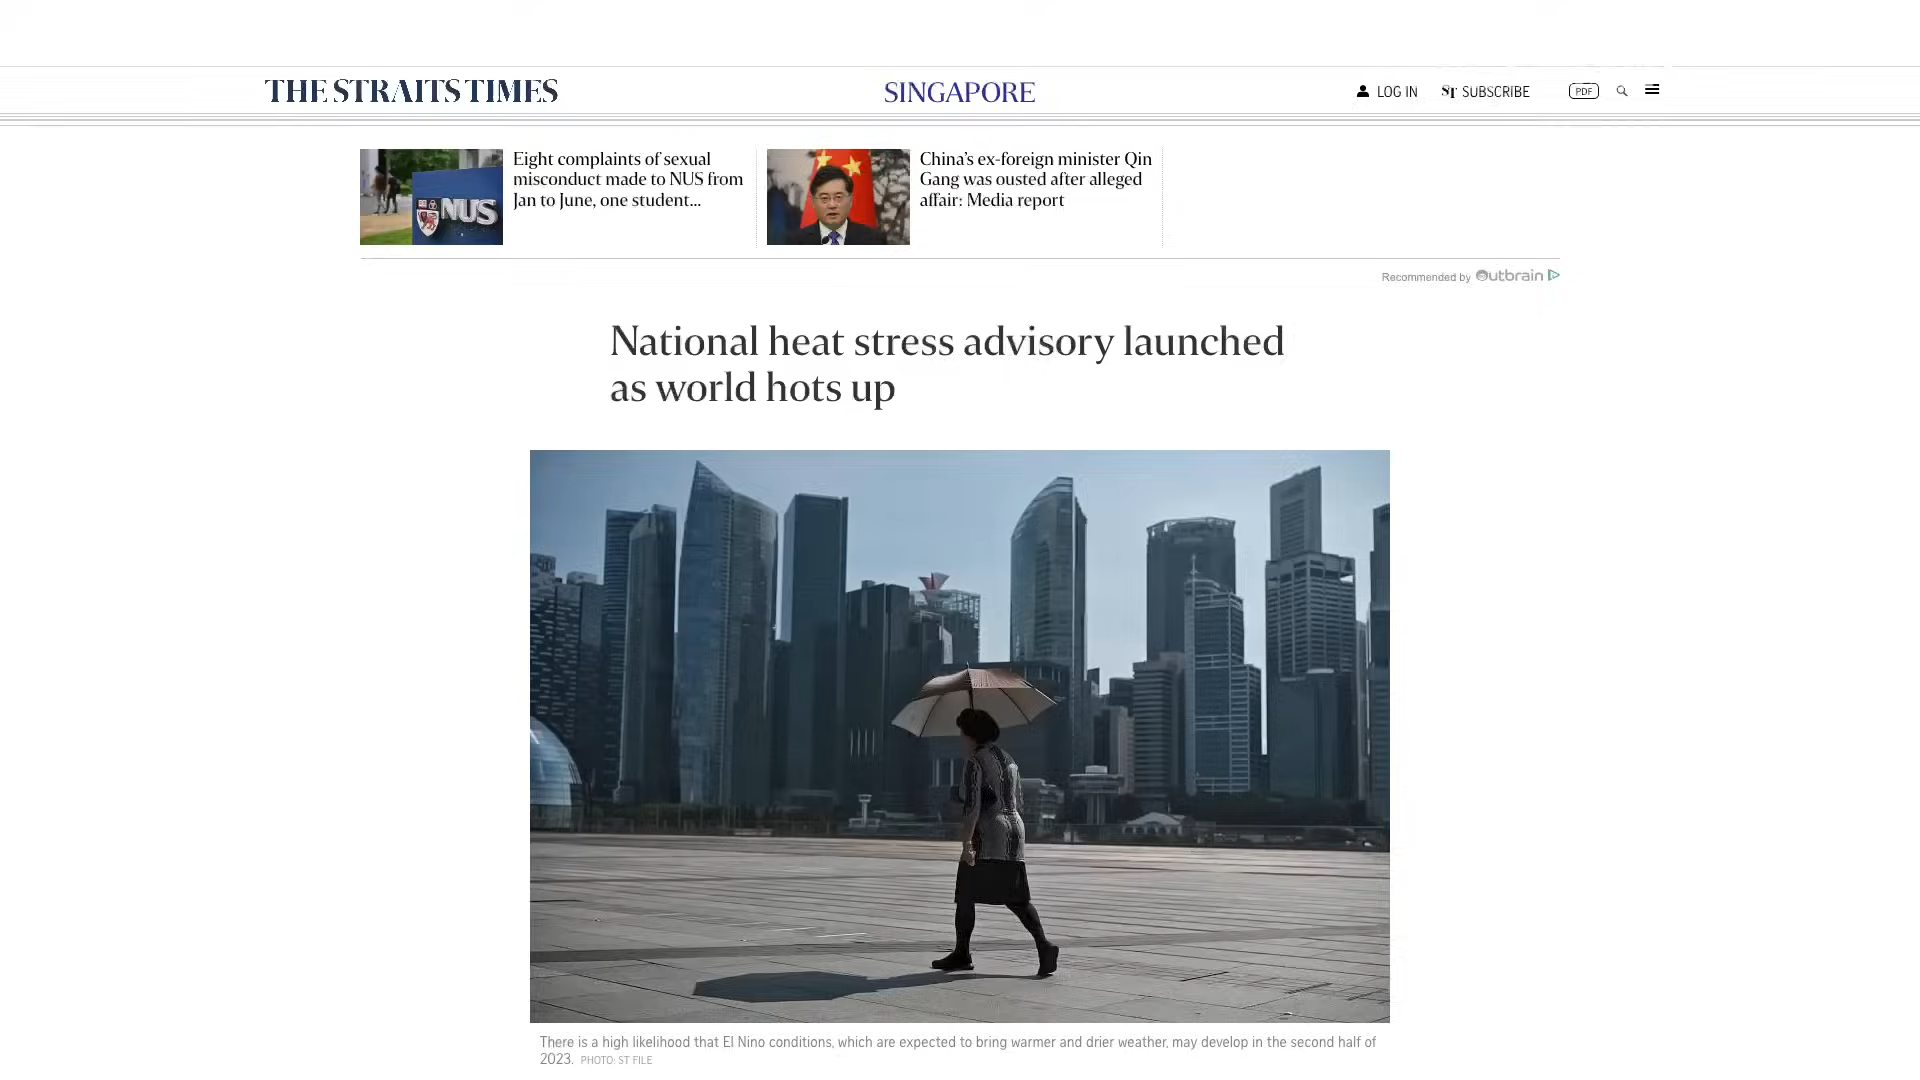 THE STRAITS TIMES
SINGAPORE
LOG IN
ST SUBSCRIBE
PDF
Eight complaints of sexual
misconduct made to NUS from
Jan to June, one student...
NUS
China’s ex-foreign minister Qin
Gang was ousted after alleged
affair: Media report
Recommended by Outbrain
National heat stress advisory launched
as world hots up
citi
There is a high likelihood that El Nino conditions, which are expected to bring warmer and drier weather, may develop in the second half of
2023. PHOTO: ST FILE